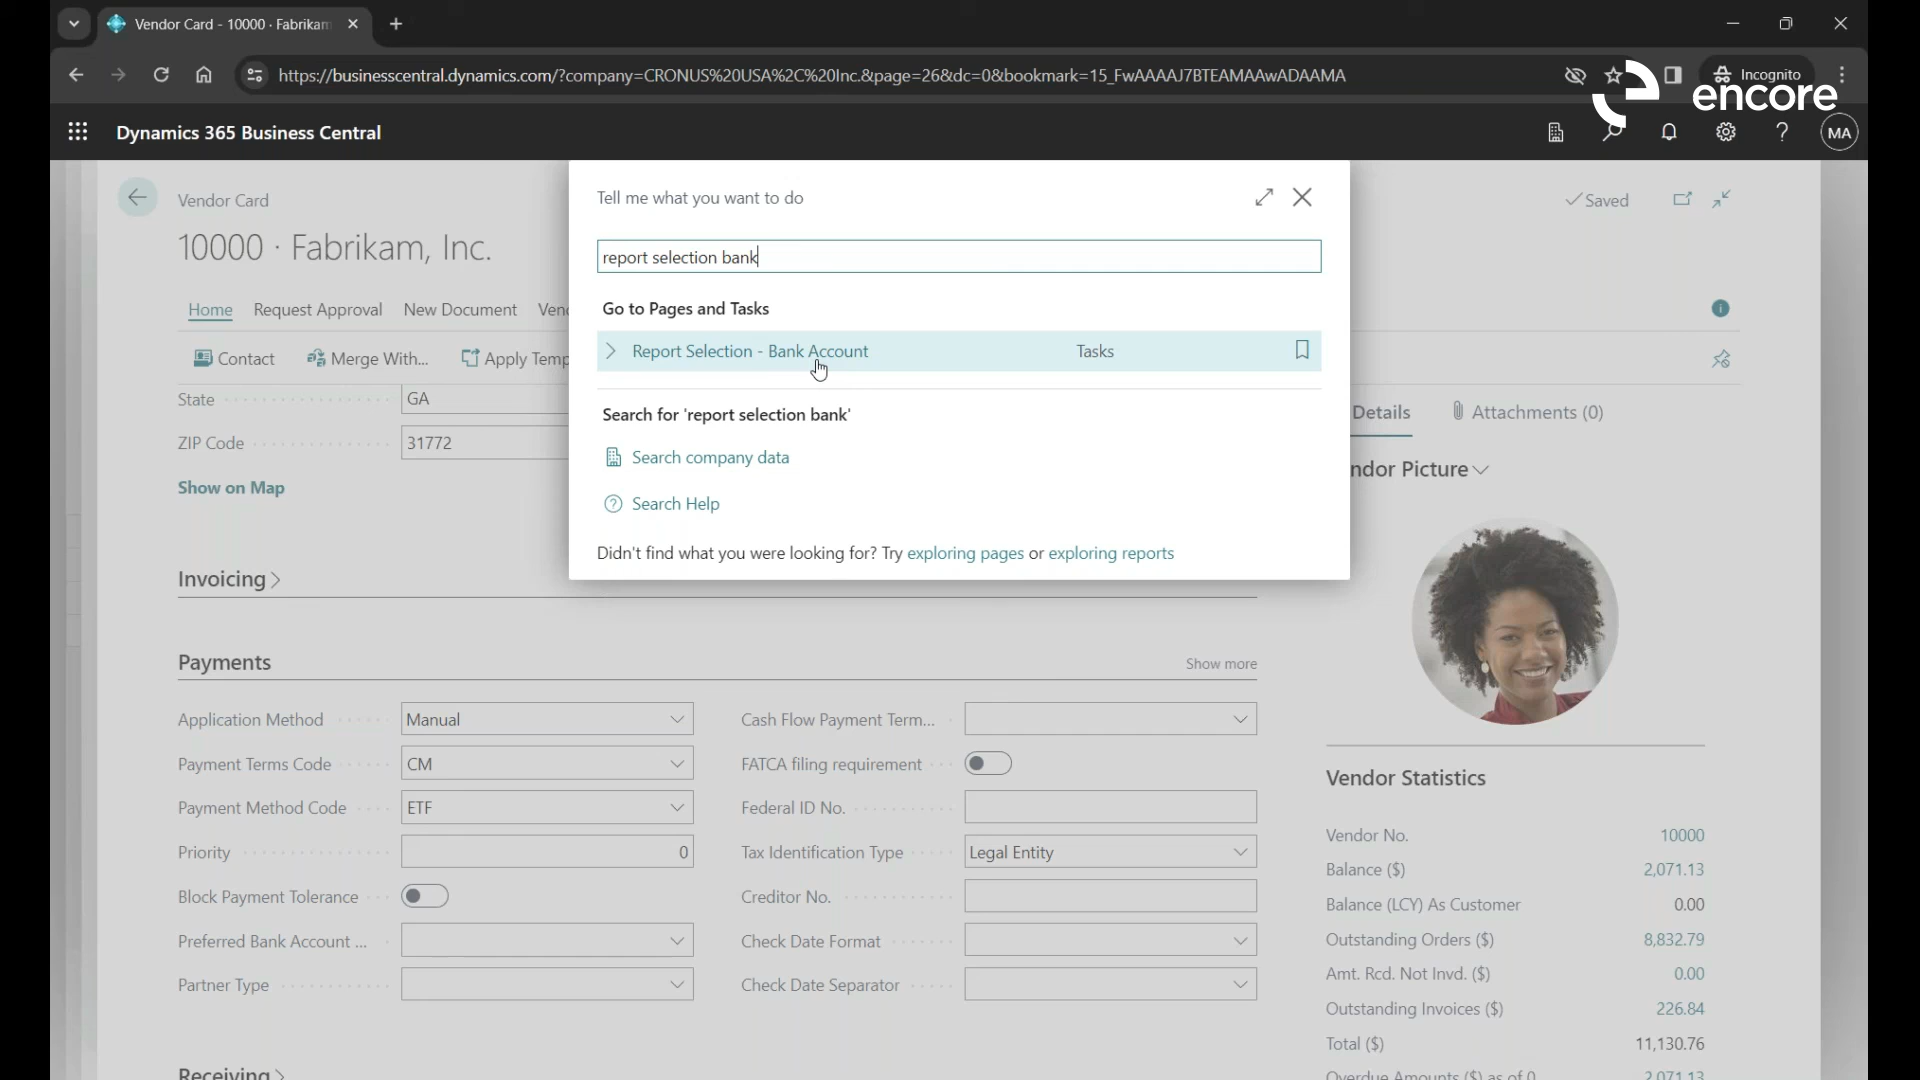 Vendor Card - 10000 · Fabrikam
https://businesscentral.dynamics.com/?company=CRONUS%20USA%2C%20Inc.&page=26&dc=0&bookmark=15_FwAAAAJ7BTEAMAAwADAAMA
Incognito
encore
Dynamics 365 Business Central
MA
Tell me what you want to do
Vendor Card
Saved
10000 · Fabrikam, Inc.
report selection bank
Home Request Approval New Document Vend
Go to Pages and Tasks
Contact Merge With... Apply Temp
Report Selection - Bank Account Tasks
State GA
Search for 'report selection bank'
Details Attachments (0)
ZIP Code 31772
Search company data
ndor Picture
Show on Map
Search Help
Didn't find what you were looking for? Try exploring pages or exploring reports
Invoicing
Payments Show more
Application Method Manual Cash Flow Payment Term...
Payment Terms Code CM FATCA filing requirement
Vendor Statistics
Payment Method Code ETF Federal ID No.
Vendor No. 10000
Priority 0 Tax Identification Type Legal Entity
Balance ($) 2,071.13
Block Payment Tolerance Creditor No.
Balance (LCY) As Customer 0.00
Preferred Bank Account ... Check Date Format
Outstanding Orders ($) 8,832.79
Amt. Rcd. Not Invd. ($) 0.00
Partner Type Check Date Separator
Outstanding Invoices ($) 226.84
Total ($) 11,130.76
Receiving
Overdue Amounts ($) as of 0 2,071.13